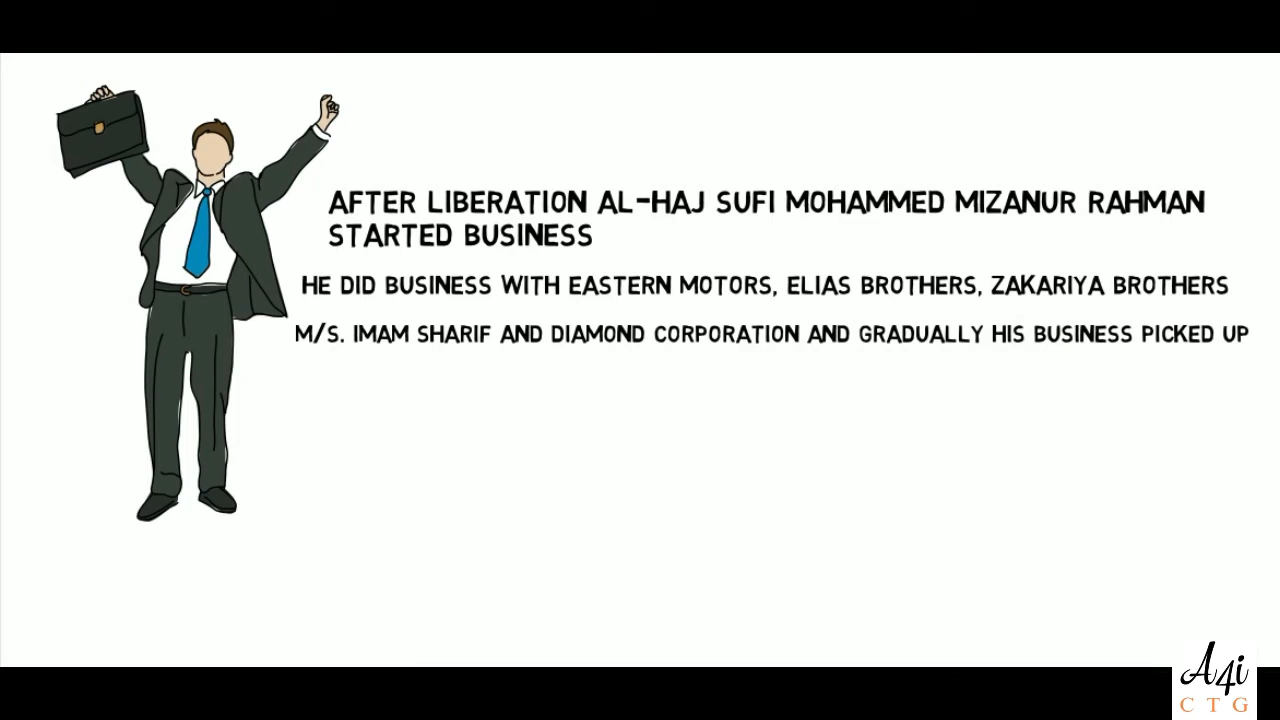 AFTER LIBERATION AL-HAJ SUFI MOHAMMED MIZANUR RAHMAN
STARTED BUSINESS
HE DID BUSINESS WITH EASTERN MOTORS, ELIAS BROTHERS, ZAKARIYA BROTHERS
M/S. IMAM SHARIF AND DIAMOND CORPORATION AND GRADUALLY HIS BUSINESS PICKED UP
A4i
CTG